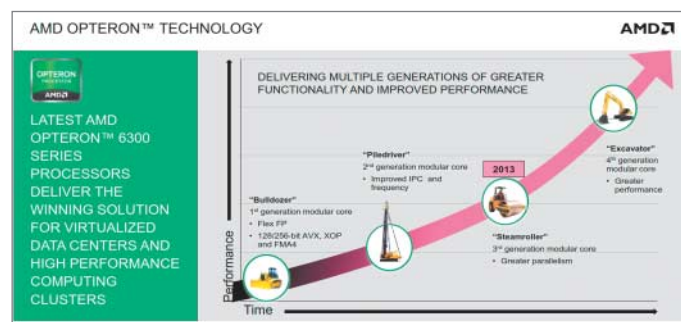 AMD OPTERON™ TECHNOLOGY
AMD
OPTERON
AMD
LATEST AMD
OPTERON™ 6300
SERIES
PROCESSORS
DELIVER THE
WINNING SOLUTION
FOR VIRTUALIZED
DATA CENTERS AND
HIGH PERFORMANCE
COMPUTING
CLUSTERS
DELIVERING MULTIPLE GENERATIONS OF GREATER
FUNCTIONALITY AND IMPROVED PERFORMANCE
Performance
"Bulldozer"
1st generation modular core
• Flex FP
• 128/256-bit AVX, XOP
and FMA4
"Piledriver"
2nd generation modular core
• Improved IPC and
frequency
2013
"Steamroller"
3rd generation modular core
• Greater parallelism
"Excavator"
4th generation
modular core
• Greater
performance
Time